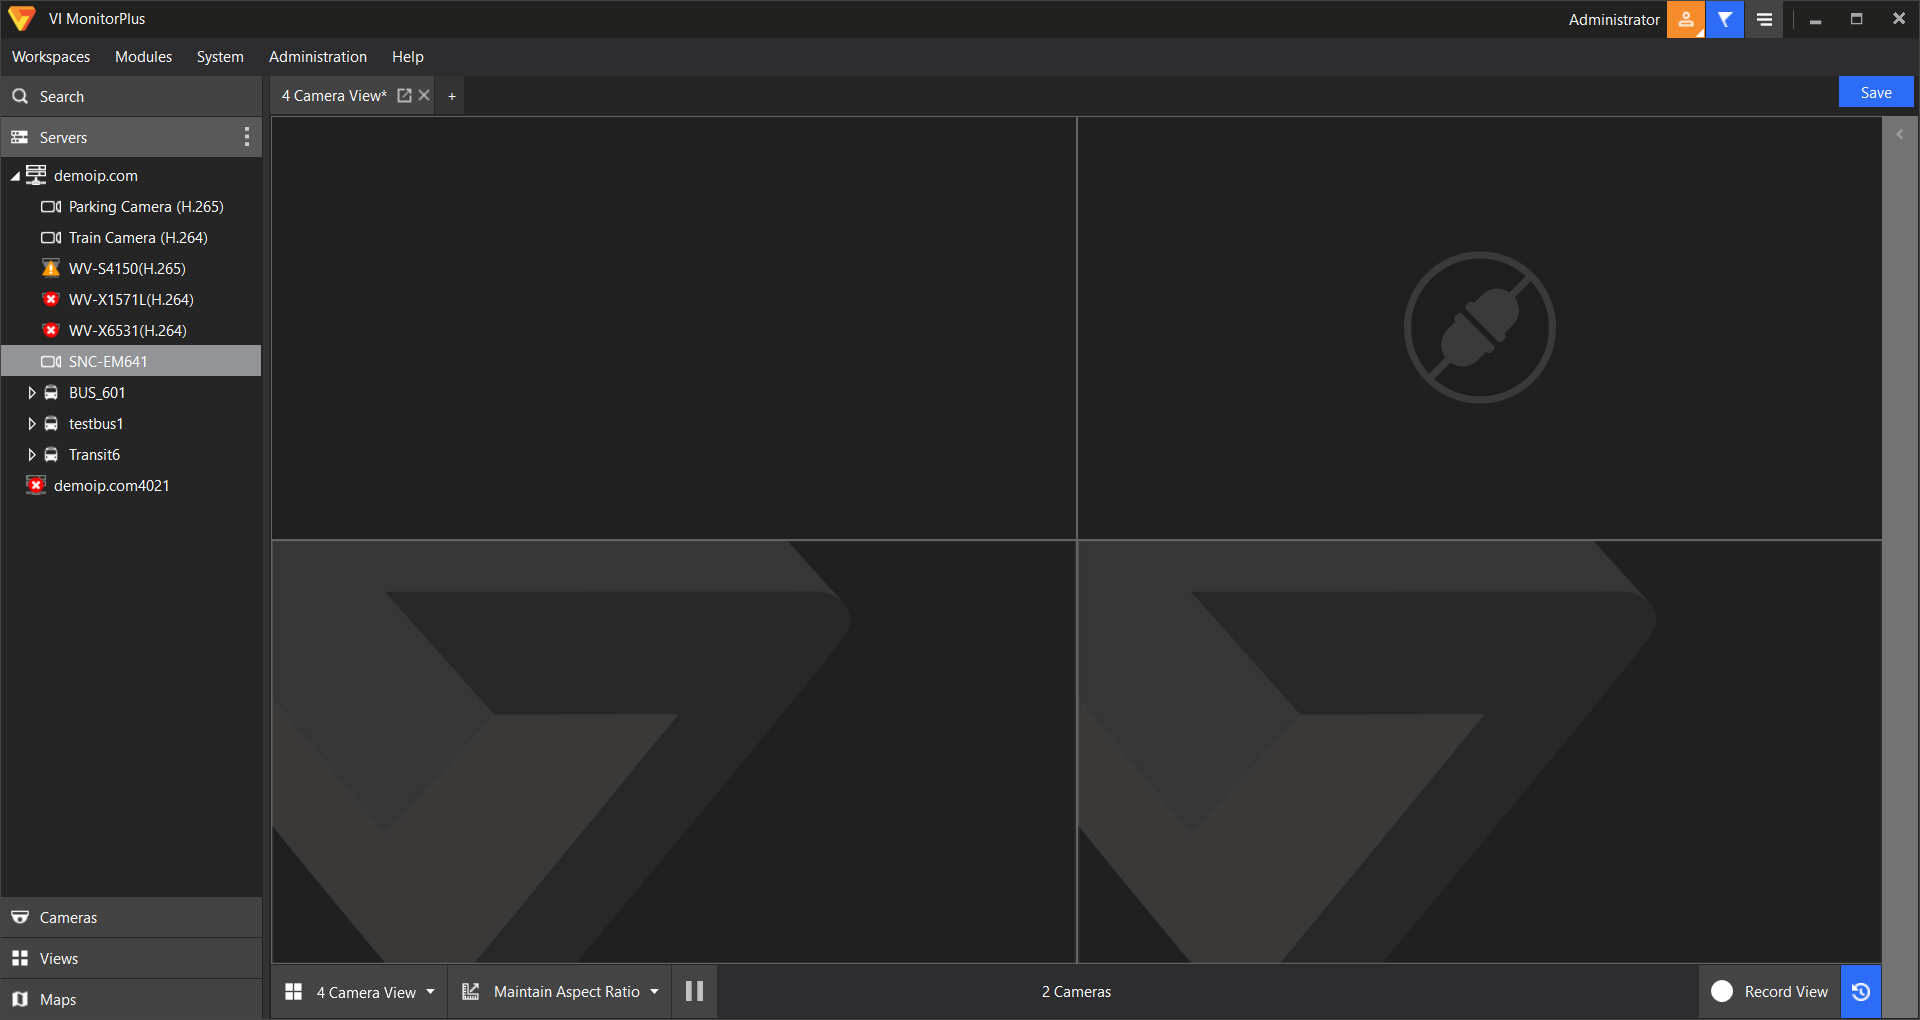 VI MonitorPlus
Administrator
Workspaces Modules System Administration Help
Search
4 Camera View*
+
Save
Servers
demoip.com
Parking Camera (H.265)
Train Camera (H.264)
WV-S4150(H.265)
WV-X1571L(H.264)
WV-X6531(H.264)
SNC-EM641
BUS_601
testbus1
Transit6
demoip.com4021
Cameras
Views
Maps
4 Camera View
Maintain Aspect Ratio
2 Cameras
Record View